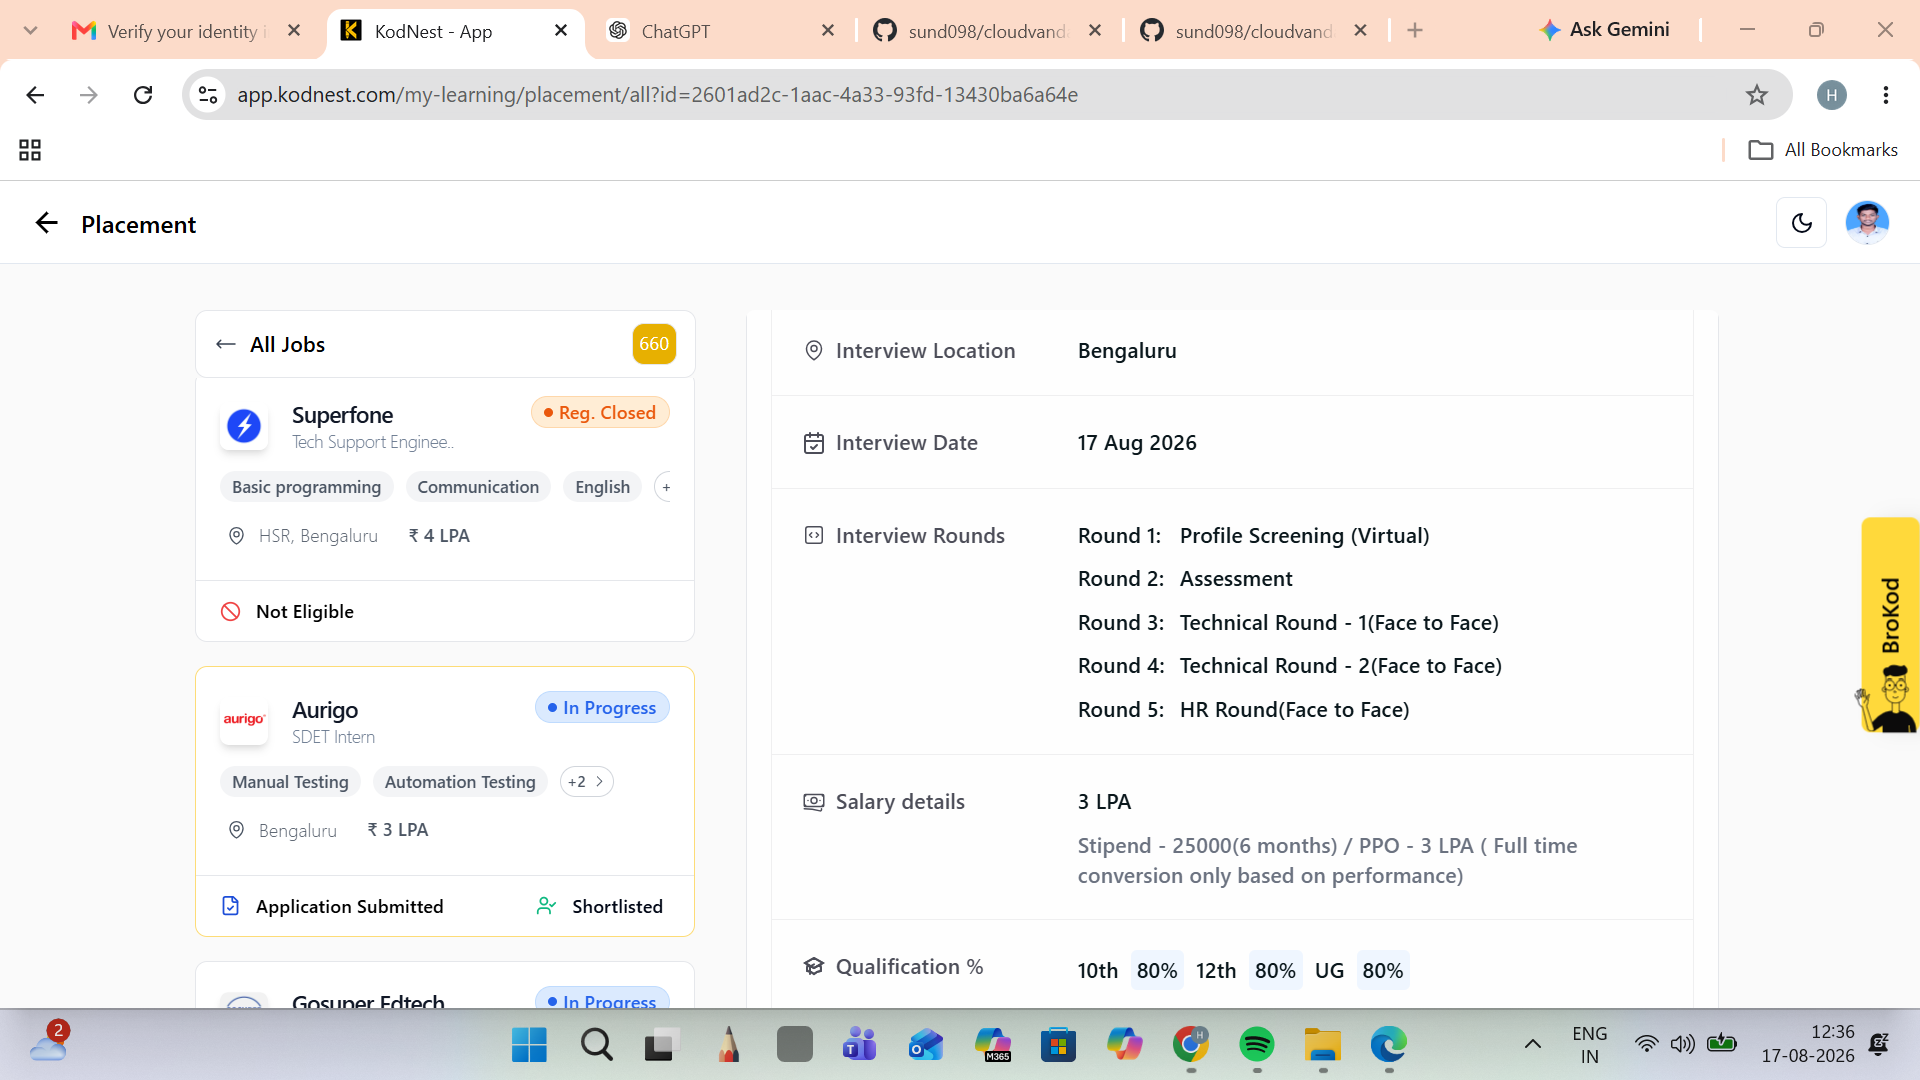 Verify your identity i
KodNest - App
ChatGPT
sund098/cloudvand
sund098/cloudvand
Ask Gemini
app.kodnest.com/my-learning/placement/all?id=2601ad2c-1aac-4a33-93fd-13430ba6a64e
H
All Bookmarks
Placement
All Jobs
660
Superfone
Reg. Closed
Tech Support Enginee..
Basic programming
Communication
English
+
HSR, Bengaluru
₹ 4 LPA
Not Eligible
aurigo
Aurigo
In Progress
SDET Intern
Manual Testing
Automation Testing
+2
Bengaluru
₹ 3 LPA
Application Submitted
Shortlisted
Gosuper Edtech
In Progress
Interview Location
Bengaluru
Interview Date
17 Aug 2026
Interview Rounds
Round 1: Profile Screening (Virtual)
Round 2: Assessment
Round 3: Technical Round - 1(Face to Face)
Round 4: Technical Round - 2(Face to Face)
Round 5: HR Round(Face to Face)
Salary details
3 LPA
Stipend - 25000(6 months) / PPO - 3 LPA ( Full time
conversion only based on performance)
Qualification %
10th 80% 12th 80% UG 80%
BroKod
2
M365
H
ENG
IN
12:36
17-08-2026